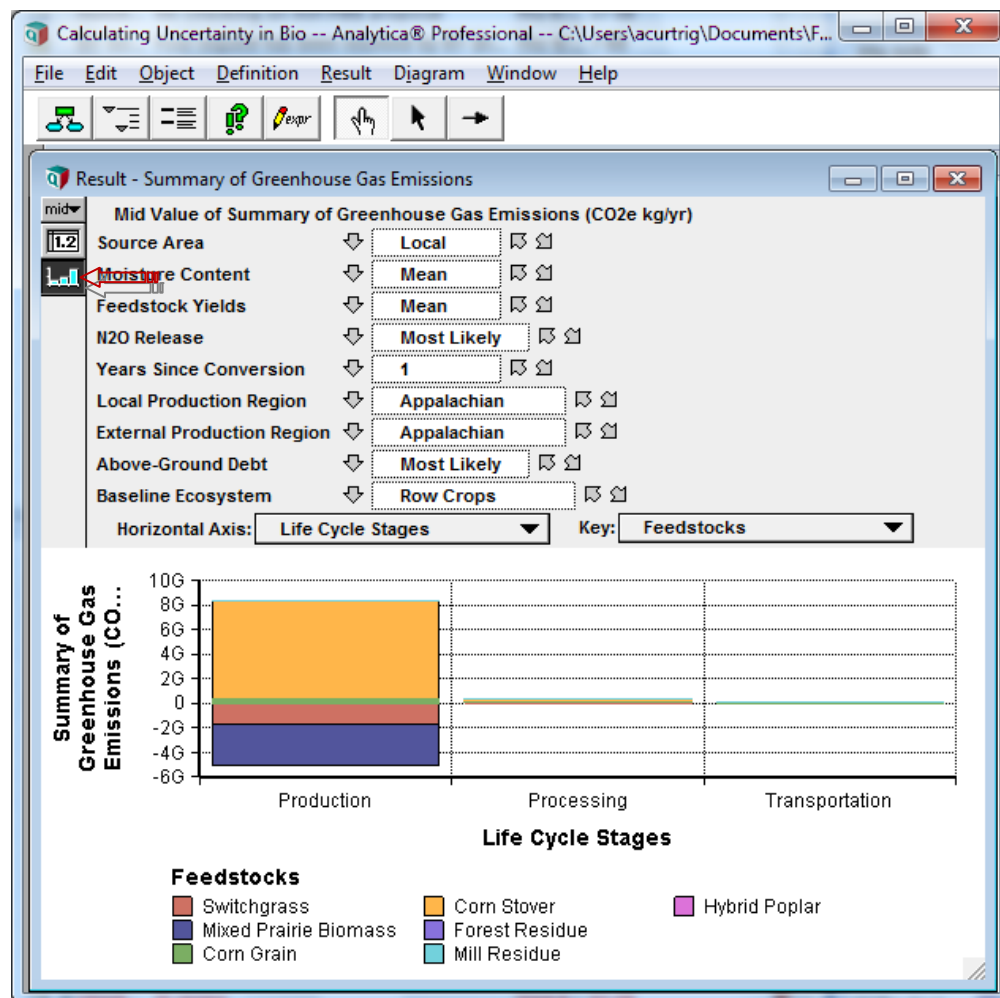 Calculating Uncertainty in Bio -- Analytica® Professional -- C:\Users\acurtrig\Documents\F...
File Edit Object Definition Result Diagram Window Help
expr
Result - Summary of Greenhouse Gas Emissions
mid
Mid Value of Summary of Greenhouse Gas Emissions (CO2e kg/yr)
1.2
Source Area Local
Moisture Content Mean
Feedstock Yields Mean
N2O Release Most Likely
Years Since Conversion 1
Local Production Region Appalachian
External Production Region Appalachian
Above-Ground Debt Most Likely
Baseline Ecosystem Row Crops
Horizontal Axis: Life Cycle Stages Key: Feedstocks
Summary of
Greenhouse Gas
Emissions (CO...
10G
8G
6G
4G
2G
0
-2G
-4G
-6G
Production Processing Transportation
Life Cycle Stages
Feedstocks
Switchgrass Corn Stover Hybrid Poplar
Mixed Prairie Biomass Forest Residue
Corn Grain Mill Residue